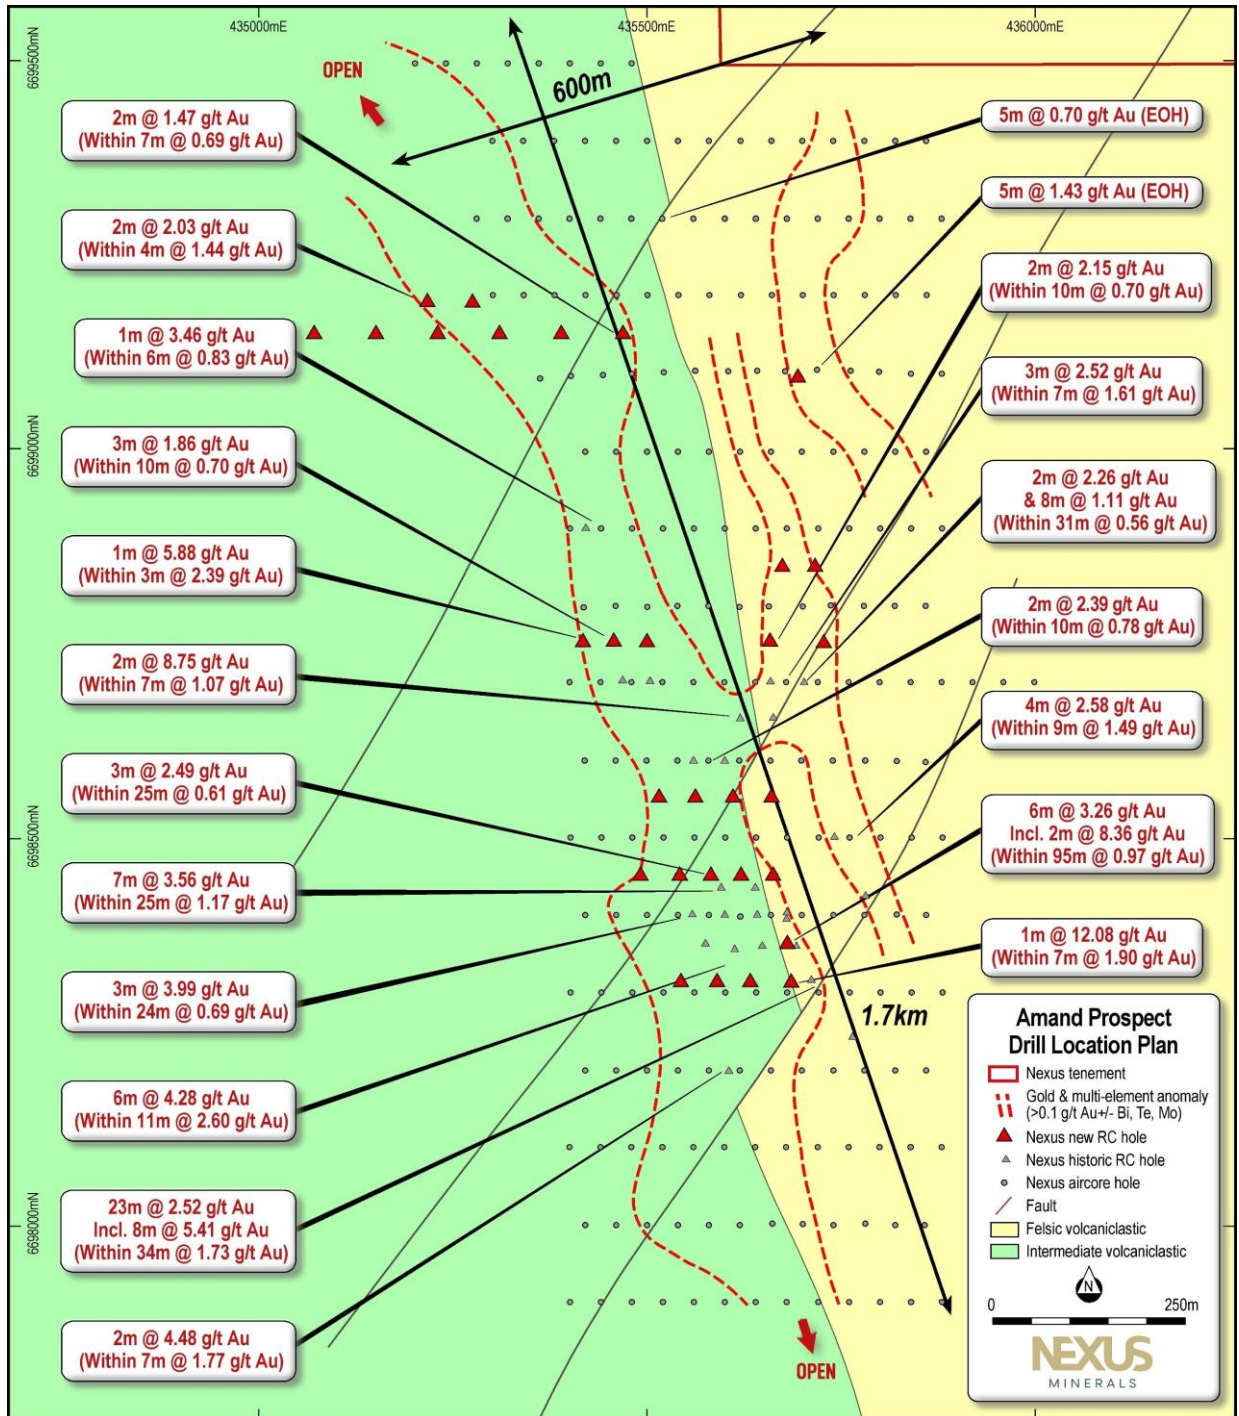 435000mE
435500mE
436000mE
6699500mN
6699000mN
6698500mN
6698000mN
OPEN
600m
2m @ 1.47 g/t Au
(Within 7m @ 0.69 g/t Au)
2m @ 2.03 g/t Au
(Within 4m @ 1.44 g/t Au)
1m @ 3.46 g/t Au
(Within 6m @ 0.83 g/t Au)
3m @ 1.86 g/t Au
(Within 10m @ 0.70 g/t Au)
1m @ 5.88 g/t Au
(Within 3m @ 2.39 g/t Au)
2m @ 8.75 g/t Au
(Within 7m @ 1.07 g/t Au)
3m @ 2.49 g/t Au
(Within 25m @ 0.61 g/t Au)
7m @ 3.56 g/t Au
(Within 25m @ 1.17 g/t Au)
3m @ 3.99 g/t Au
(Within 24m @ 0.69 g/t Au)
6m @ 4.28 g/t Au
(Within 11m @ 2.60 g/t Au)
23m @ 2.52 g/t Au
Incl. 8m @ 5.41 g/t Au
(Within 34m @ 1.73 g/t Au)
2m @ 4.48 g/t Au
(Within 7m @ 1.77 g/t Au)
5m @ 0.70 g/t Au (EOH)
5m @ 1.43 g/t Au (EOH)
2m @ 2.15 g/t Au
(Within 10m @ 0.70 g/t Au)
3m @ 2.52 g/t Au
(Within 7m @ 1.61 g/t Au)
2m @ 2.26 g/t Au
& 8m @ 1.11 g/t Au
(Within 31m @ 0.56 g/t Au)
2m @ 2.39 g/t Au
(Within 10m @ 0.78 g/t Au)
4m @ 2.58 g/t Au
(Within 9m @ 1.49 g/t Au)
6m @ 3.26 g/t Au
Incl. 2m @ 8.36 g/t Au
(Within 95m @ 0.97 g/t Au)
1m @ 12.08 g/t Au
(Within 7m @ 1.90 g/t Au)
1.7km
OPEN
Amand Prospect
Drill Location Plan
Nexus tenement
Gold & multi-element anomaly
(>0.1 g/t Au+/- Bi, Te, Mo)
Nexus new RC hole
Nexus historic RC hole
Nexus aircore hole
Fault
Felsic volcaniclastic
Intermediate volcaniclastic
N
0 250m
NEXUS
MINERALS